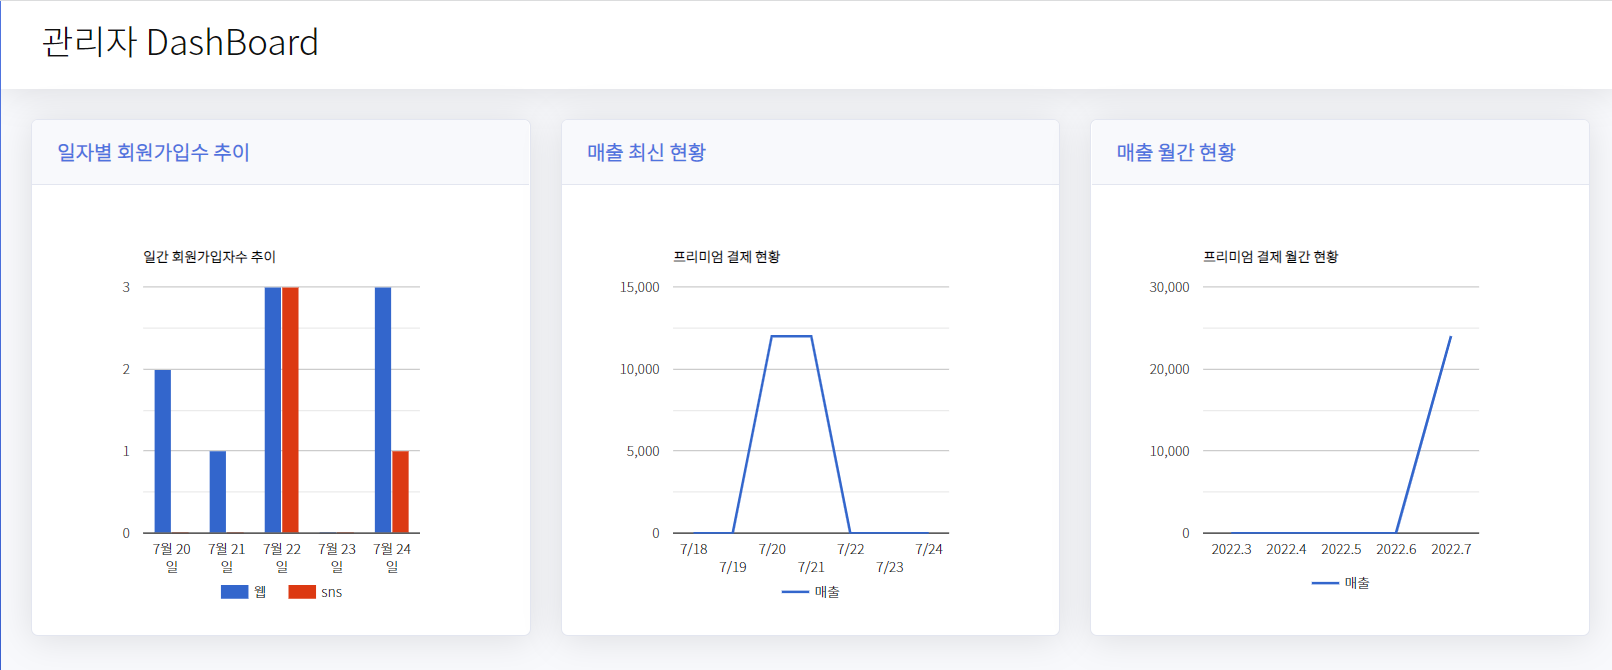 관리자 DashBoard
일자별 회원가입수 추이
일간 회원가입자수 추이
3
2
1
0
7월 20일
7월 21일
7월 22일
7월 23일
7월 24일
웹
sns
매출 최신 현황
프리미엄 결제 현황
15,000
10,000
5,000
0
7/18
7/19
7/20
7/21
7/22
7/23
7/24
매출
매출 월간 현황
프리미엄 결제 월간 현황
30,000
20,000
10,000
0
2022.3
2022.4
2022.5
2022.6
2022.7
매출